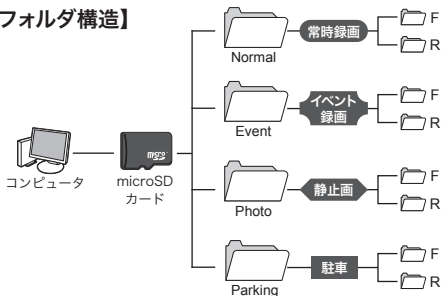 フォルダ構造】
Normal
常時録画
F
R
Event
イベント
録画
F
R
コンピュータ
micro
microSD
カード
Photo
静止画
F
R
Parking
駐車
F
R